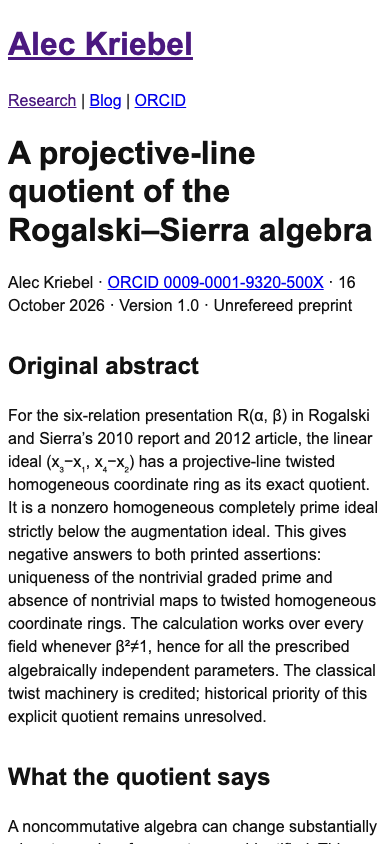 Alec Kriebel
Research | Blog | ORCID
A projective-line
quotient of the
Rogalski–Sierra algebra
Alec Kriebel · ORCID 0009-0001-9320-500X · 16
October 2026 · Version 1.0 · Unrefereed preprint
Original abstract
For the six-relation presentation R(α, β) in Rogalski
and Sierra’s 2010 report and 2012 article, the linear
ideal (x₃−x₁, x₄−x₂) has a projective-line twisted
homogeneous coordinate ring as its exact quotient.
It is a nonzero homogeneous completely prime ideal
strictly below the augmentation ideal. This gives
negative answers to both printed assertions:
uniqueness of the nontrivial graded prime and
absence of nontrivial maps to twisted homogeneous
coordinate rings. The calculation works over every
field whenever β²≠1, hence for all the prescribed
algebraically independent parameters. The classical
twist machinery is credited; historical priority of this
explicit quotient remains unresolved.
What the quotient says
A noncommutative algebra can change substantially